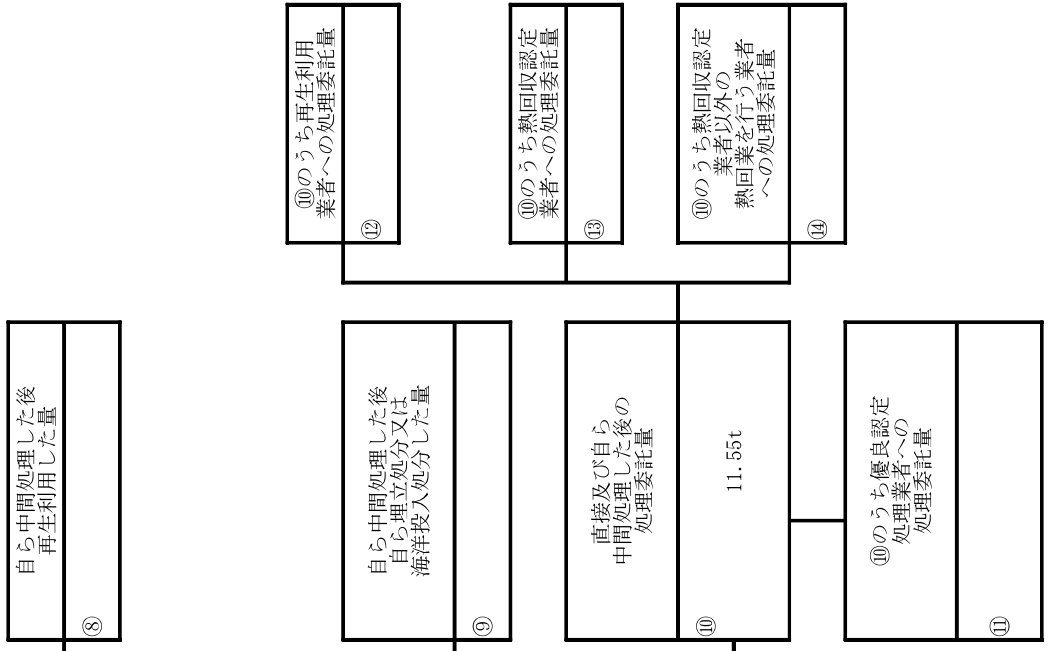 自ら中間処理した後
再生利用した量
⑧
自ら中間処理した後
自ら埋立処分又は
海洋投入処分した量
⑨
直接及び自ら
中間処理した後の
処理委託量
⑩
11.55t
⑩のうち優良認定
処理業者への
処理委託量
⑪
⑩のうち再生利用
業者への処理委託量
⑫
⑩のうち熱回収認定
業者への処理委託量
⑬
⑩のうち熱回収認定
業者以外の
熱回業を行う業者
への処理委託量
⑭